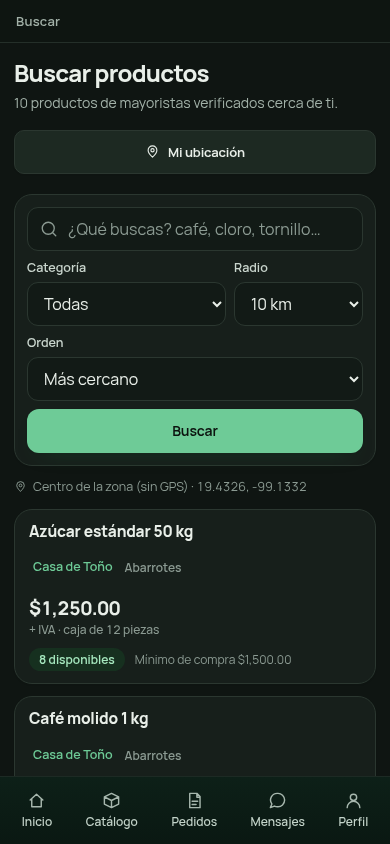 Buscar
Buscar productos
10 productos de mayoristas verificados cerca de ti.
Mi ubicación
¿Qué buscas? café, cloro, tornillo…
Categoría Radio
Todas 10 km
Orden
Más cercano
Buscar
Centro de la zona (sin GPS) · 19.4326, -99.1332
Azúcar estándar 50 kg
Casa de Toño Abarrotes
$1,250.00
+ IVA · caja de 12 piezas
8 disponibles Mínimo de compra $1,500.00
Café molido 1 kg
Casa de Toño Abarrotes
Inicio Catálogo Pedidos Mensajes Perfil